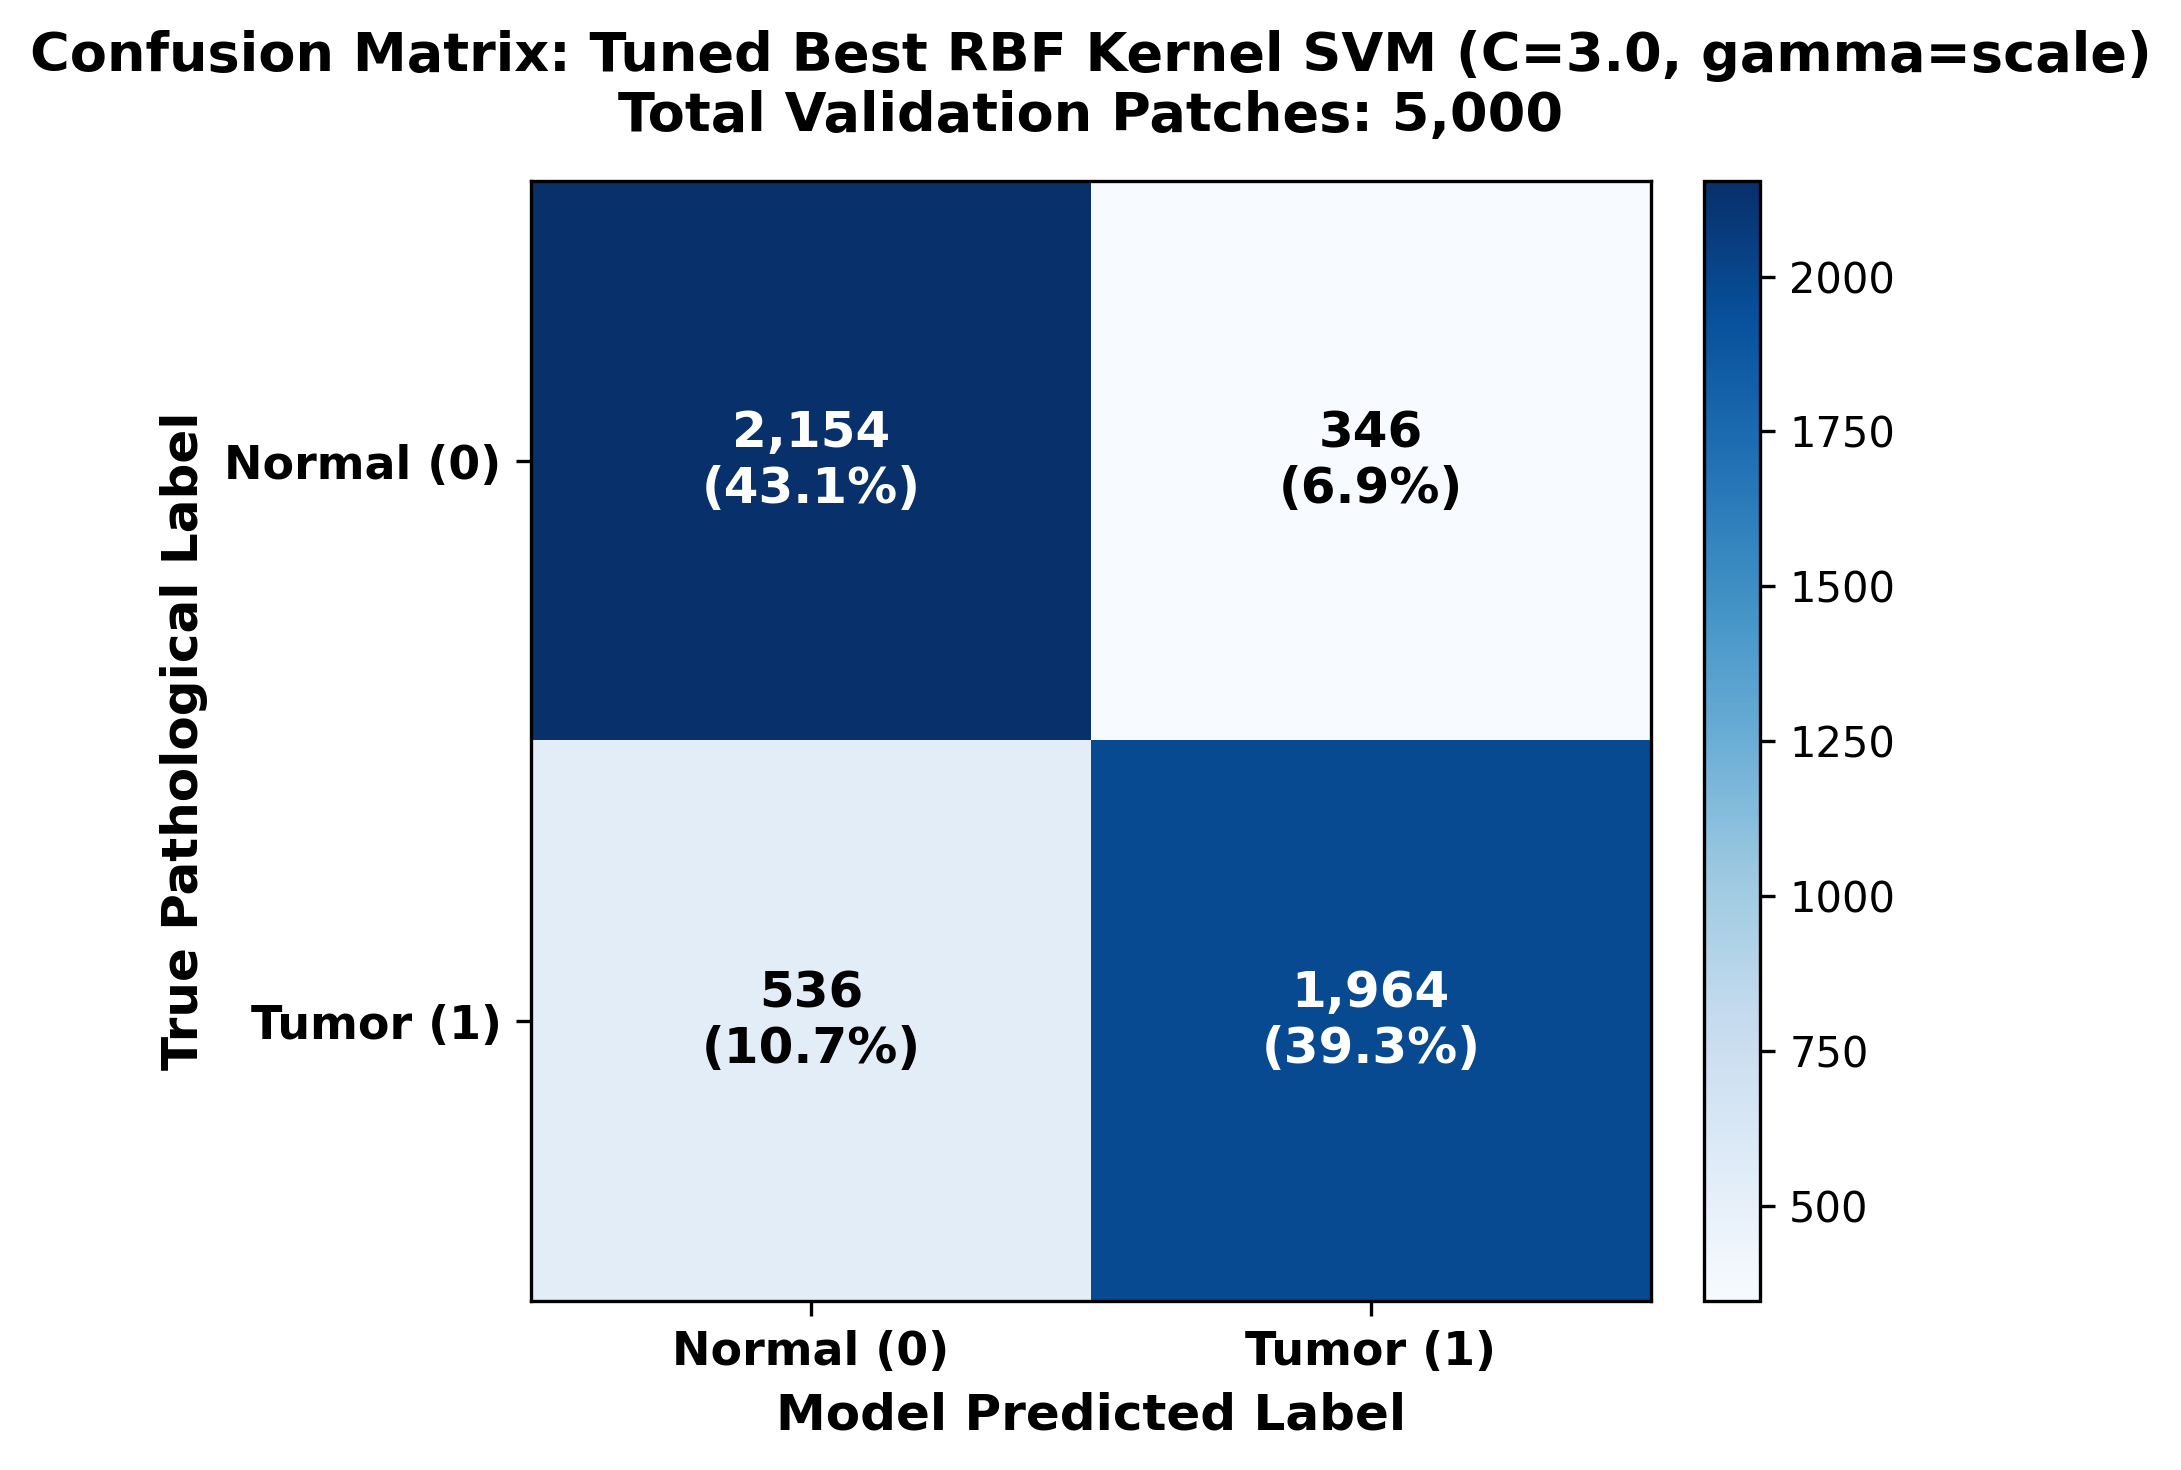 Confusion Matrix: Tuned Best RBF Kernel SVM (C=3.0, gamma=scale)
Total Validation Patches: 5,000
True Pathological Label
Normal (0)
2,154
(43.1%)
346
(6.9%)
Tumor (1)
536
(10.7%)
1,964
(39.3%)
Normal (0)
Tumor (1)
Model Predicted Label
2000
1750
1500
1250
1000
750
500